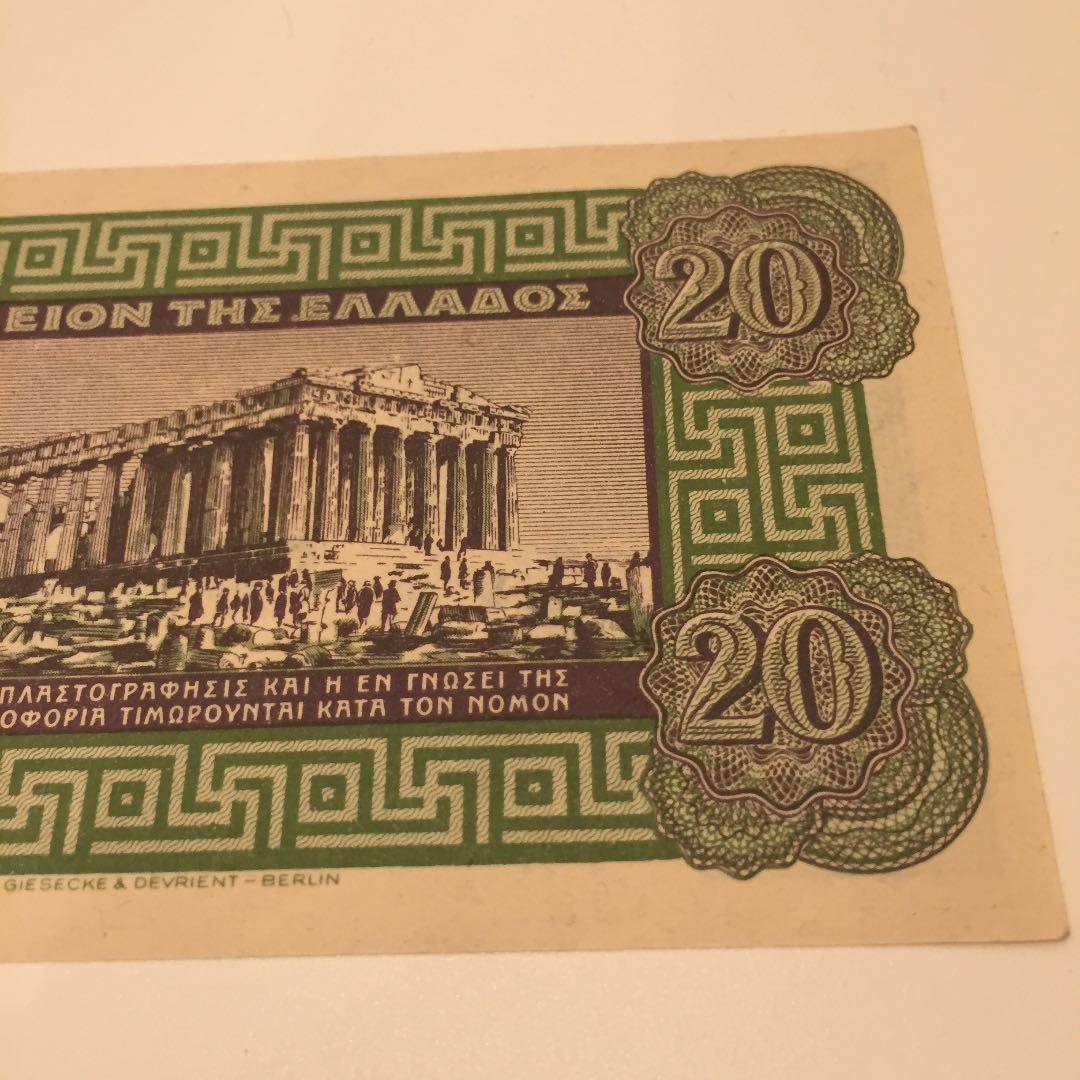 20
ΕΙΟΝ ΤΗΣ ΕΛΛΑΔΟΣ
ΠΛΑΣΤΟΓΡΑΦΗΣΙΣ ΚΑΙ Η ΕΝ ΓΝΩΣΕΙ ΤΗΣ
ΟΦΟΡΙΑ ΤΙΜΩΡΟΥΝΤΑΙ ΚΑΤΑ ΤΟΝ ΝΟΜΟΝ
20
GIESECKE & DEVRIENT – BERLIN